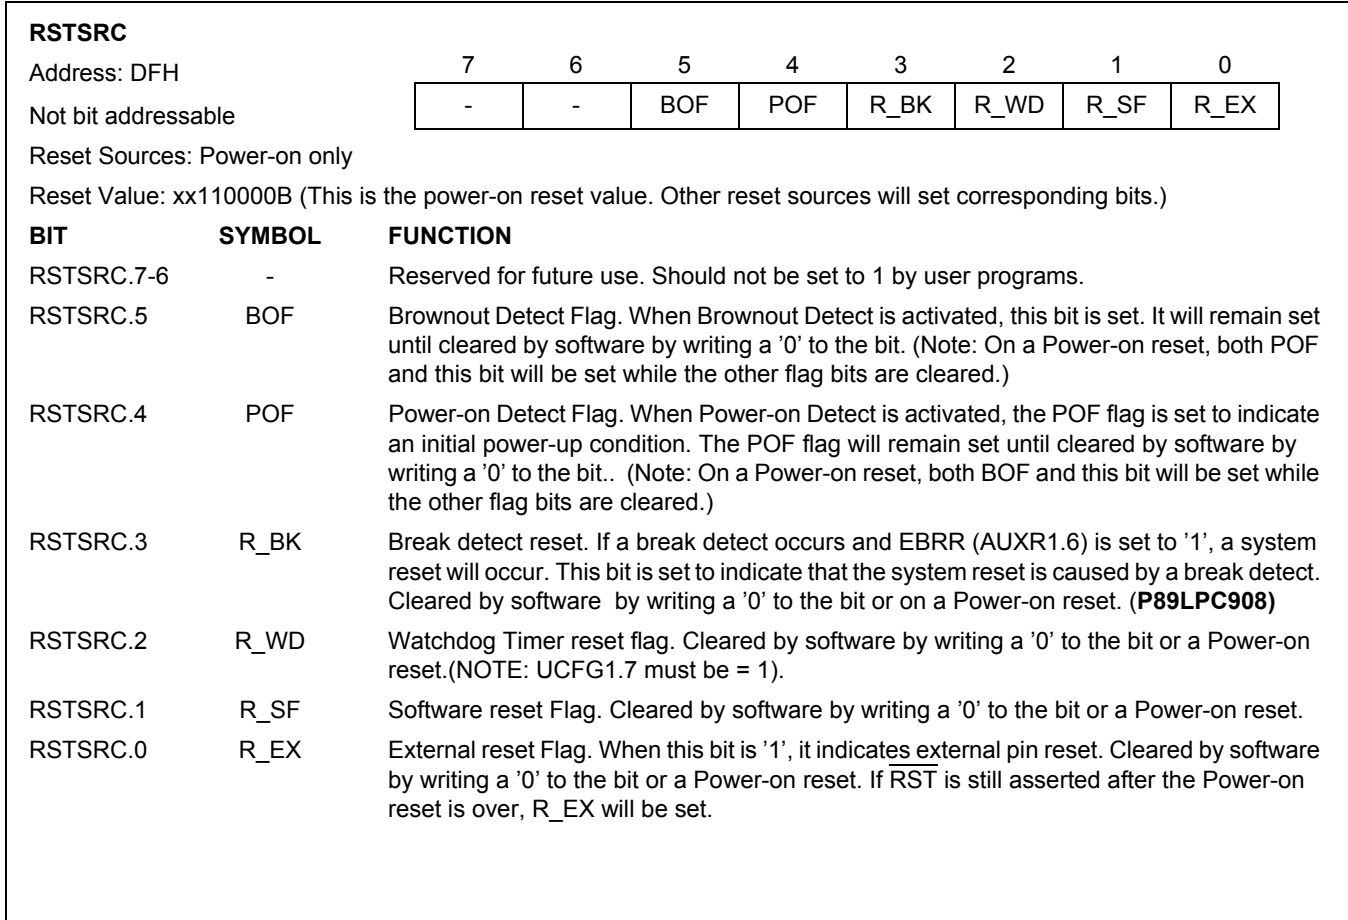 RSTSRC
Address: DFH
7 6 5 4 3 2 1 0
Not bit addressable
- - BOF POF R_BK R_WD R_SF R_EX
Reset Sources: Power-on only
Reset Value: xx110000B (This is the power-on reset value. Other reset sources will set corresponding bits.)
BIT SYMBOL FUNCTION
RSTSRC.7-6 - Reserved for future use. Should not be set to 1 by user programs.
RSTSRC.5 BOF Brownout Detect Flag. When Brownout Detect is activated, this bit is set. It will remain set
until cleared by software by writing a ’0’ to the bit. (Note: On a Power-on reset, both POF
and this bit will be set while the other flag bits are cleared.)
RSTSRC.4 POF Power-on Detect Flag. When Power-on Detect is activated, the POF flag is set to indicate
an initial power-up condition. The POF flag will remain set until cleared by software by
writing a ’0’ to the bit.. (Note: On a Power-on reset, both BOF and this bit will be set while
the other flag bits are cleared.)
RSTSRC.3 R_BK Break detect reset. If a break detect occurs and EBRR (AUXR1.6) is set to '1’, a system
reset will occur. This bit is set to indicate that the system reset is caused by a break detect.
Cleared by software by writing a ’0’ to the bit or on a Power-on reset. (P89LPC908)
RSTSRC.2 R_WD Watchdog Timer reset flag. Cleared by software by writing a ’0’ to the bit or a Power-on
reset.(NOTE: UCFG1.7 must be = 1).
RSTSRC.1 R_SF Software reset Flag. Cleared by software by writing a ’0’ to the bit or a Power-on reset.
RSTSRC.0 R_EX External reset Flag. When this bit is ’1’, it indicates external pin reset. Cleared by software
by writing a ’0’ to the bit or a Power-on reset. If RST is still asserted after the Power-on
reset is over, R_EX will be set.